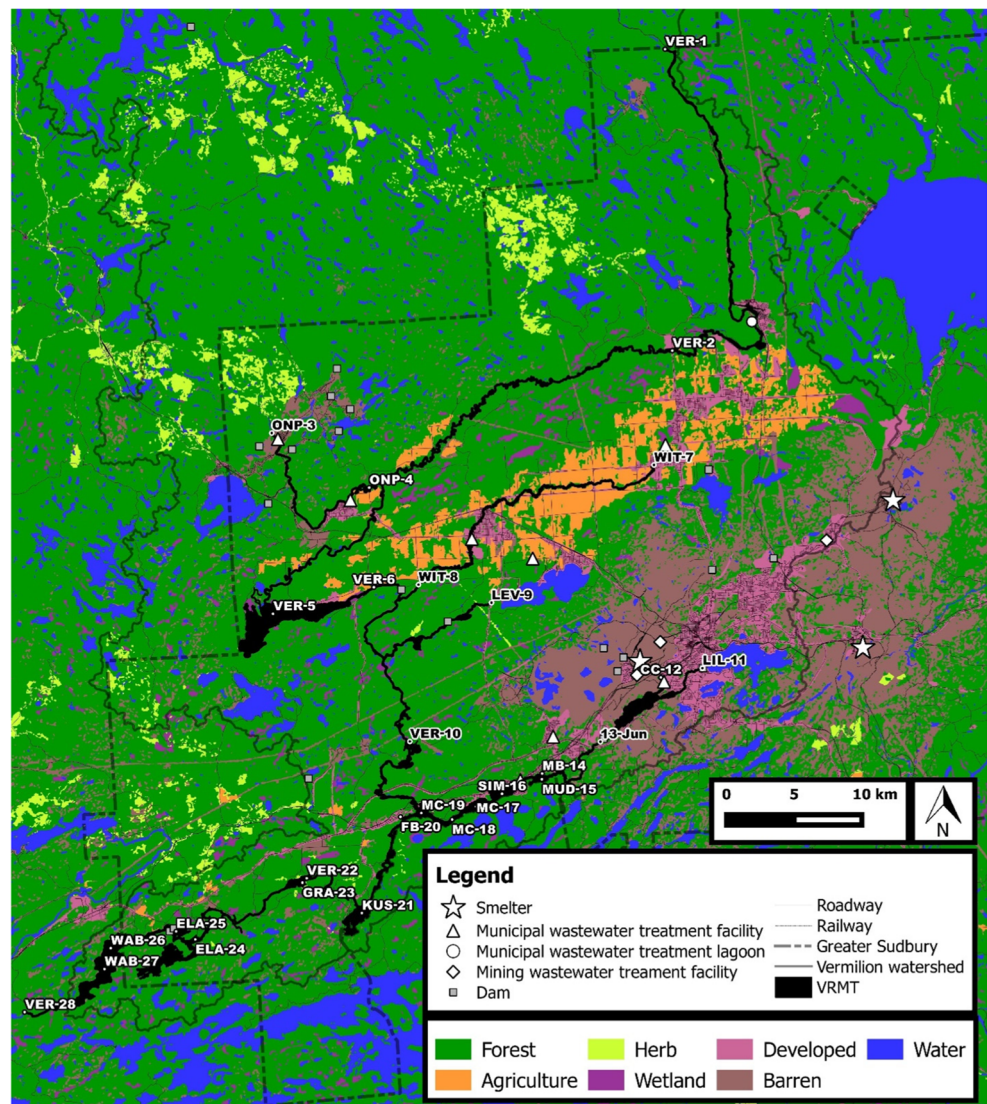 VER-1
VER-2
ONP-3
WIT-7
ONP-4
VER-6
WIT-8
LEV-9
VER-5
LIL-11
CC-12
VER-10
13-Jun
MB-14
SIM-16
MUD-15
MC-19
MC-17
FB-20
MC-18
VER-22
GRA-23
KUS-21
ELA-25
WAB-26
ELA-24
WAB-27
VER-28
0 5 10 km
N
Legend
Smelter
Municipal wastewater treatment facility
Municipal wastewater treatment lagoon
Mining wastewater treament facility
Dam
Roadway
Railway
Greater Sudbury
Vermilion watershed
VRMT
Forest Herb Developed Water
Agriculture Wetland Barren